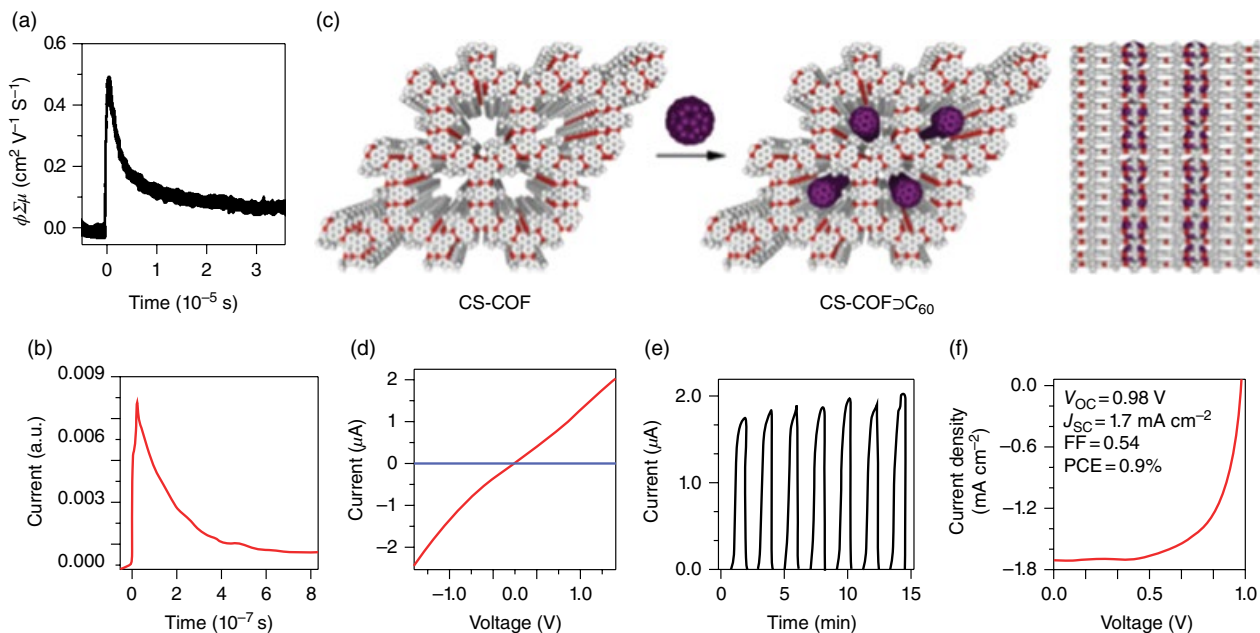 (a)
0.6
0.4
0.2
0.0
ϕΣμ (cm² V⁻¹ S⁻¹)
0 1 2 3
Time (10⁻⁵ s)
(c)
CS-COF
CS-COF⊃C₆₀
(b)
0.009
0.006
0.003
0.000
Current (a.u.)
0 2 4 6 8
Time (10⁻⁷ s)
(d)
2
1
0
−1
−2
Current (μA)
−1.0 0.0 1.0
Voltage (V)
(e)
2.0
1.0
0.0
Current (μA)
0 5 10 15
Time (min)
(f)
0.0
−0.6
−1.2
−1.8
Current density
(mA cm⁻²)
V_OC = 0.98 V
J_SC = 1.7 mA cm⁻²
FF = 0.54
PCE = 0.9%
0.0 0.5 1.0
Voltage (V)